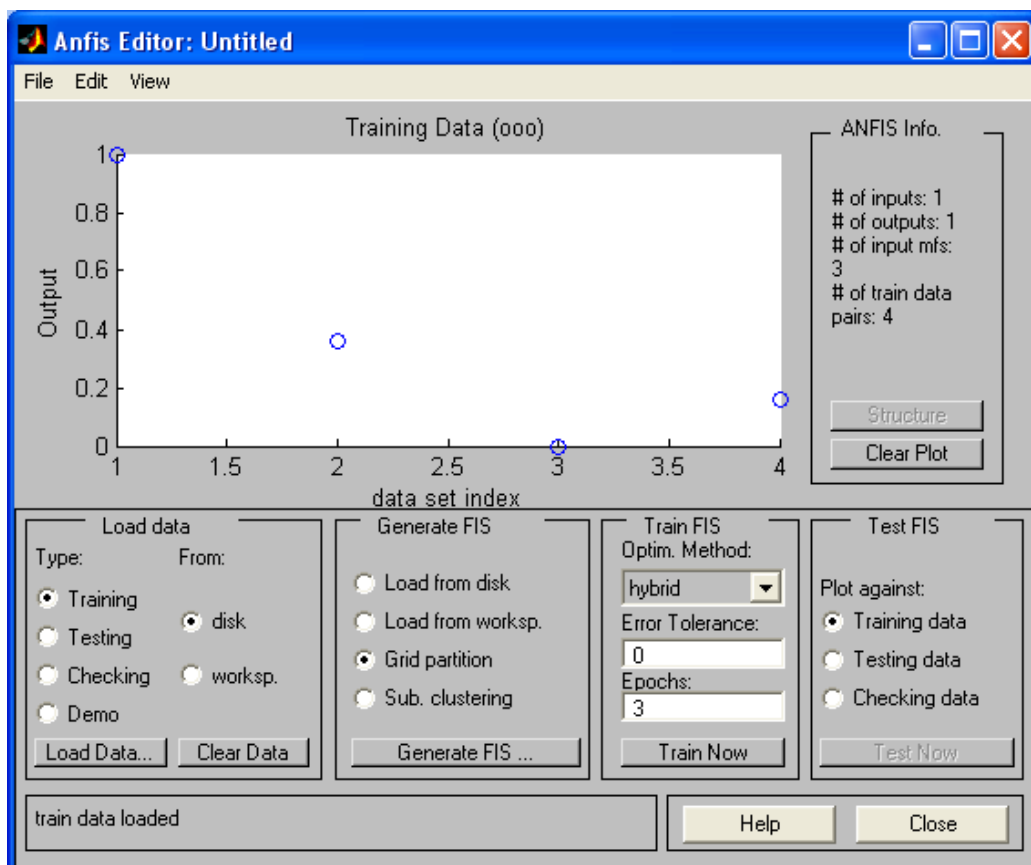 Anfis Editor: Untitled
File Edit View
Training Data (ooo)
1
0.8
0.6
0.4
0.2
0
Output
1 1.5 2 2.5 3 3.5 4
data set index
ANFIS Info.
# of inputs: 1
# of outputs: 1
# of input mfs:
3
# of train data
pairs: 4
Structure
Clear Plot
Load data
Type: From:
Training
Testing
Checking
Demo
disk
worksp.
Load Data... Clear Data
Generate FIS
Load from disk
Load from worksp.
Grid partition
Sub. clustering
Generate FIS ...
Train FIS
Optim. Method:
hybrid
Error Tolerance:
0
Epochs:
3
Train Now
Test FIS
Plot against:
Training data
Testing data
Checking data
Test Now
train data loaded
Help Close